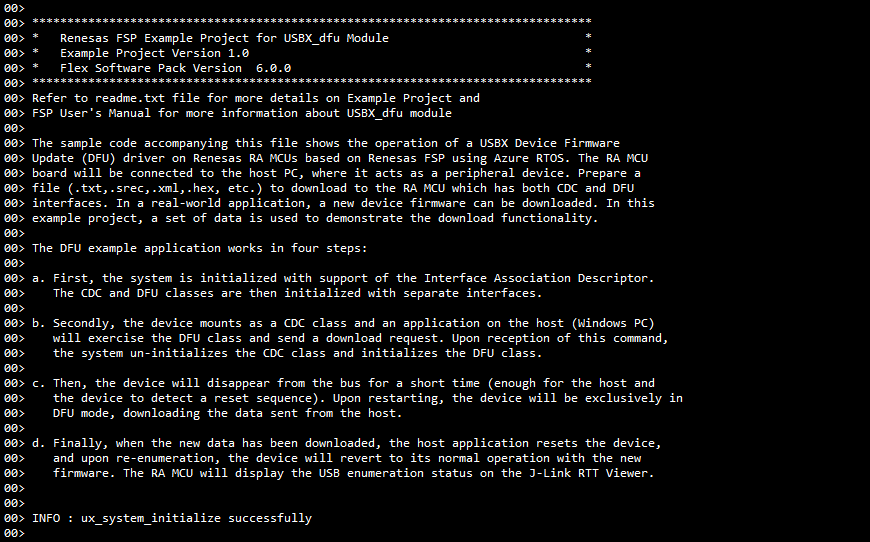 00>
00> ********************************************************************************
00> *   Renesas FSP Example Project for USBX_dfu Module                            *
00> *   Example Project Version 1.0                                                *
00> *   Flex Software Pack Version  6.0.0                                          *
00> ********************************************************************************
00> Refer to readme.txt file for more details on Example Project and
00> FSP User's Manual for more information about USBX_dfu module
00>
00> The sample code accompanying this file shows the operation of a USBX Device Firmware
00> Update (DFU) driver on Renesas RA MCUs based on Renesas FSP using Azure RTOS. The RA MCU
00> board will be connected to the host PC, where it acts as a peripheral device. Prepare a
00> file (.txt,.srec,.xml,.hex, etc.) to download to the RA MCU which has both CDC and DFU
00> interfaces. In a real-world application, a new device firmware can be downloaded. In this
00> example project, a set of data is used to demonstrate the download functionality.
00>
00> The DFU example application works in four steps:
00>
00> a. First, the system is initialized with support of the Interface Association Descriptor.
00>    The CDC and DFU classes are then initialized with separate interfaces.
00>
00> b. Secondly, the device mounts as a CDC class and an application on the host (Windows PC)
00>    will exercise the DFU class and send a download request. Upon reception of this command,
00>    the system un-initializes the CDC class and initializes the DFU class.
00>
00> c. Then, the device will disappear from the bus for a short time (enough for the host and
00>    the device to detect a reset sequence). Upon restarting, the device will be exclusively in
00>    DFU mode, downloading the data sent from the host.
00>
00> d. Finally, when the new data has been downloaded, the host application resets the device,
00>    and upon re-enumeration, the device will revert to its normal operation with the new
00>    firmware. The RA MCU will display the USB enumeration status on the J-Link RTT Viewer.
00>
00>
00> INFO : ux_system_initialize successfully
00>